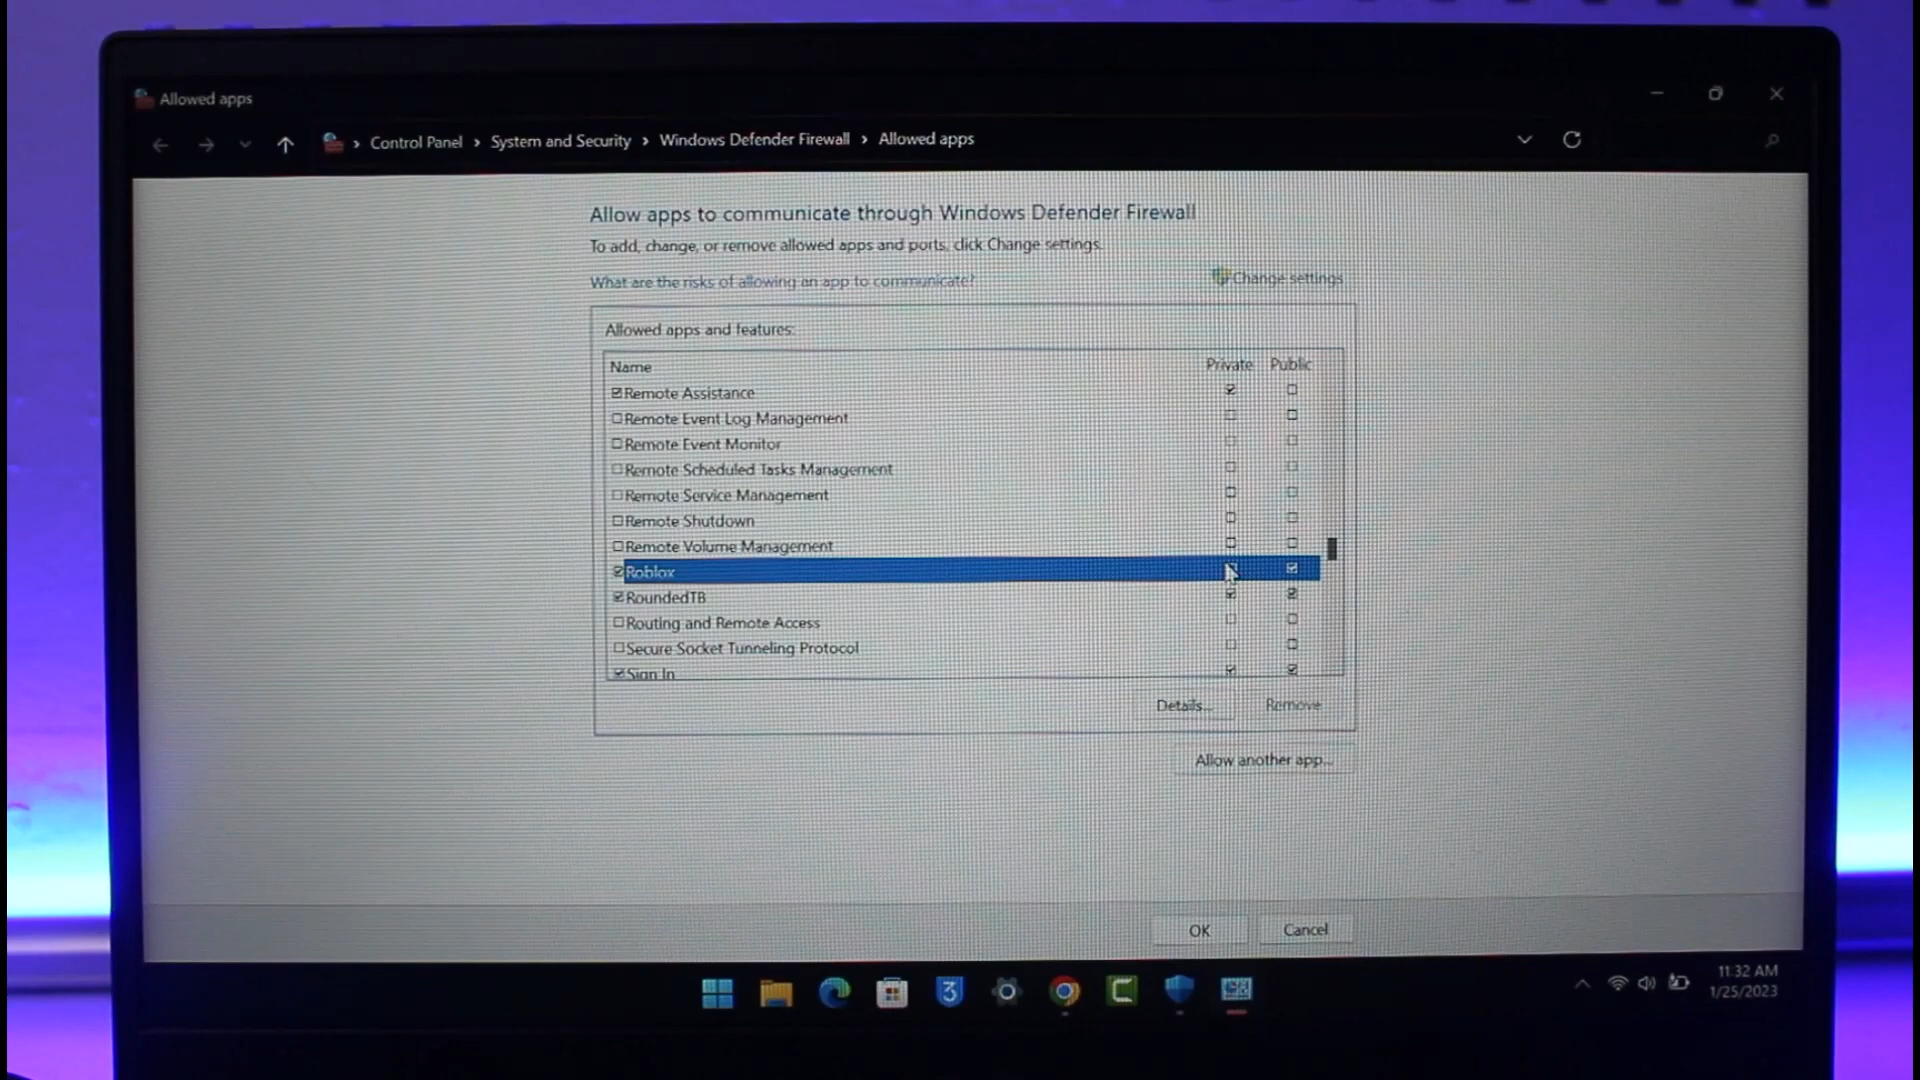 Allowed apps
Control Panel > System and Security > Windows Defender Firewall > Allowed apps
Allow apps to communicate through Windows Defender Firewall
To add, change, or remove allowed apps and ports, click Change settings.
What are the risks of allowing an app to communicate?
Change settings
Allowed apps and features:
Name Private Public
Remote Assistance
Remote Event Log Management
Remote Event Monitor
Remote Scheduled Tasks Management
Remote Service Management
Remote Shutdown
Remote Volume Management
Roblox
RoundedTB
Routing and Remote Access
Secure Socket Tunneling Protocol
Sign In
Details... Remove
Allow another app...
OK Cancel
3
11:32 AM
1/25/2023